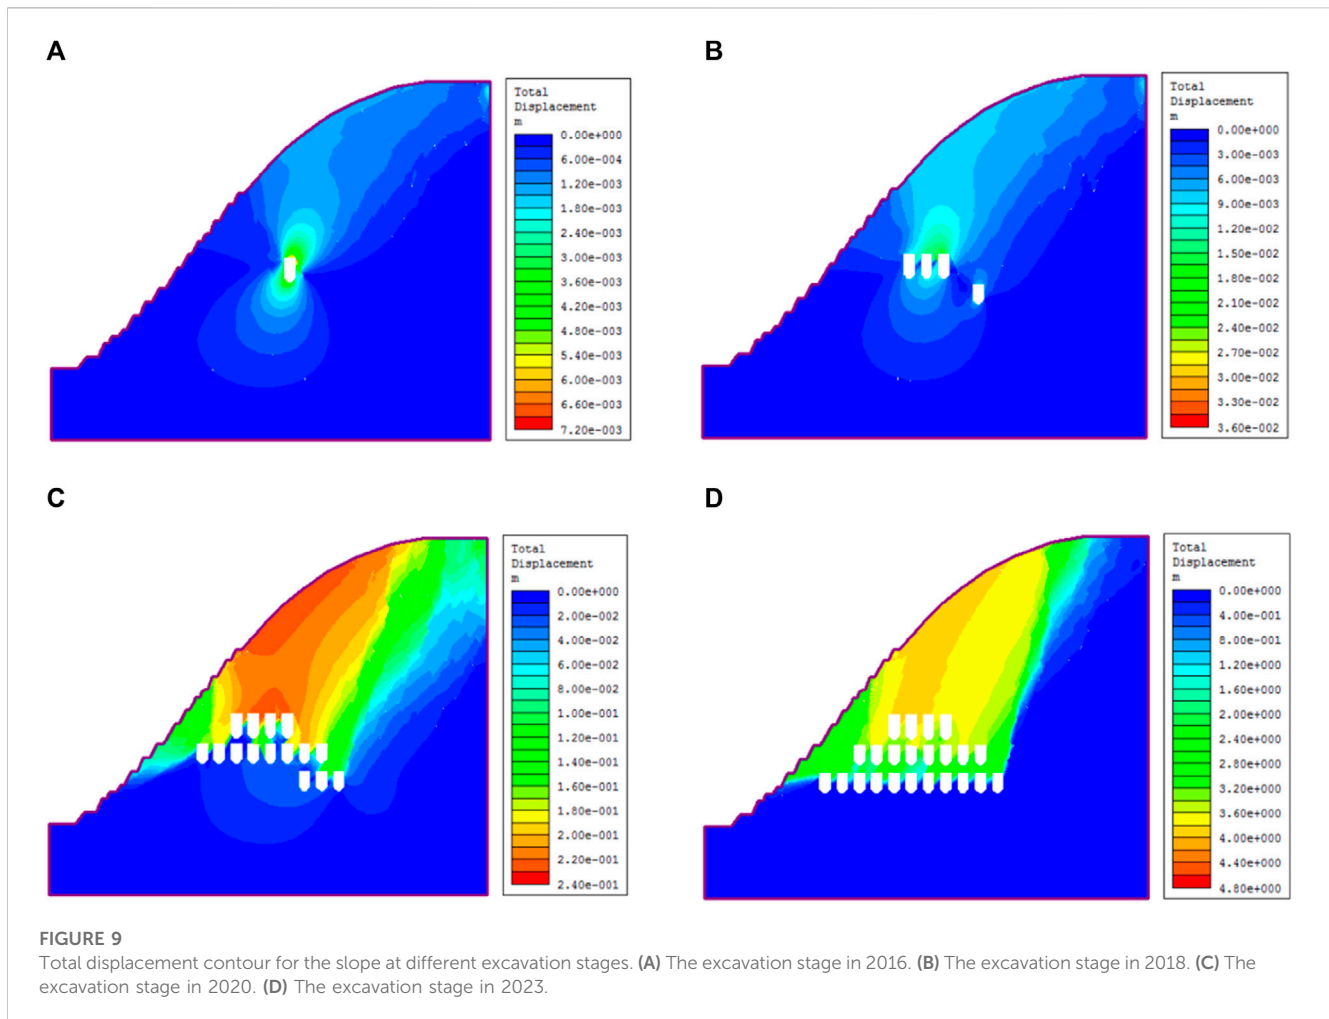 A
Total
Displacement
m
0.00e+000
6.00e-004
1.20e-003
1.80e-003
2.40e-003
3.00e-003
3.60e-003
4.20e-003
4.80e-003
5.40e-003
6.00e-003
6.60e-003
7.20e-003
B
Total
Displacement
m
0.00e+000
3.00e-003
6.00e-003
9.00e-003
1.20e-002
1.50e-002
1.80e-002
2.10e-002
2.40e-002
2.70e-002
3.00e-002
3.30e-002
3.60e-002
C
Total
Displacement
m
0.00e+000
2.00e-002
4.00e-002
6.00e-002
8.00e-002
1.00e-001
1.20e-001
1.40e-001
1.60e-001
1.80e-001
2.00e-001
2.20e-001
2.40e-001
D
Total
Displacement
m
0.00e+000
4.00e-001
8.00e-001
1.20e+000
1.60e+000
2.00e+000
2.40e+000
2.80e+000
3.20e+000
3.60e+000
4.00e+000
4.40e+000
4.80e+000
FIGURE 9
Total displacement contour for the slope at different excavation stages. (A) The excavation stage in 2016. (B) The excavation stage in 2018. (C) The
excavation stage in 2020. (D) The excavation stage in 2023.